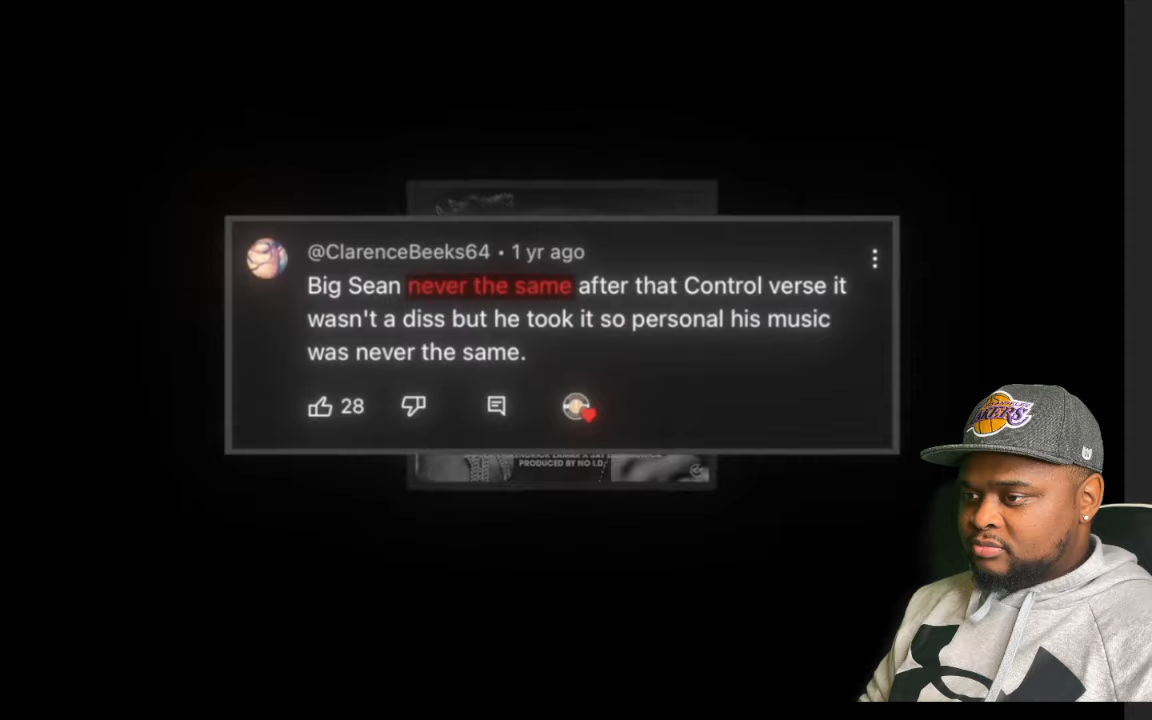 @ClarenceBeeks64 • 1 yr ago
Big Sean never the same after that Control verse it
wasn't a diss but he took it so personal his music
was never the same.
28
PRODUCED BY NO I.D.
LAKERS